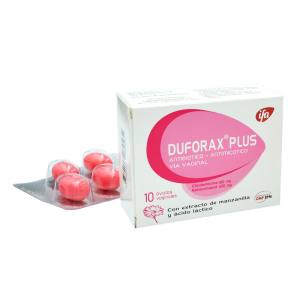 ifa
DUFORAX® PLUS
ANTIBIÓTICO - ANTIMICÓTICO
VÍA VAGINAL
10 óvulos
vaginales
Con extracto de manzanilla
y ácido láctico